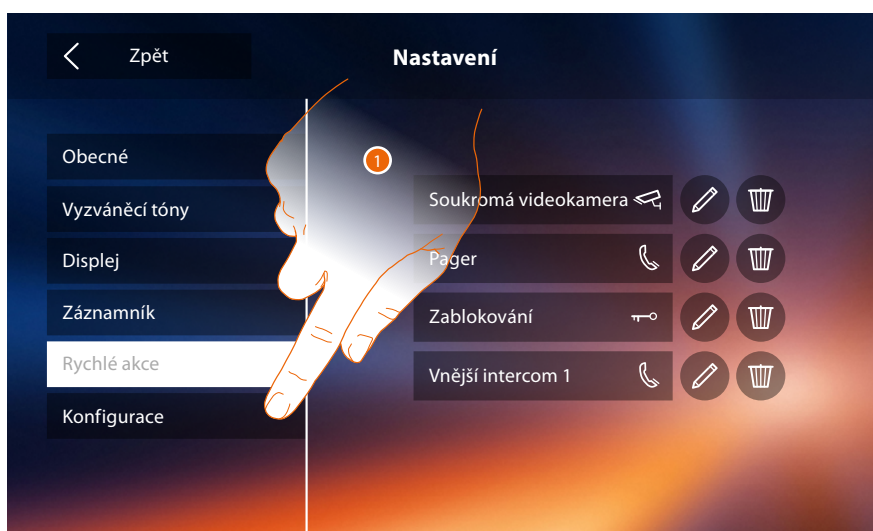 Zpět
Nastavení
Obecné
Vyzváněcí tóny
Displej
Záznamník
Rychlé akce
Konfigurace
1
Soukromá videokamera
Pager
Zablokování
Vnější intercom 1